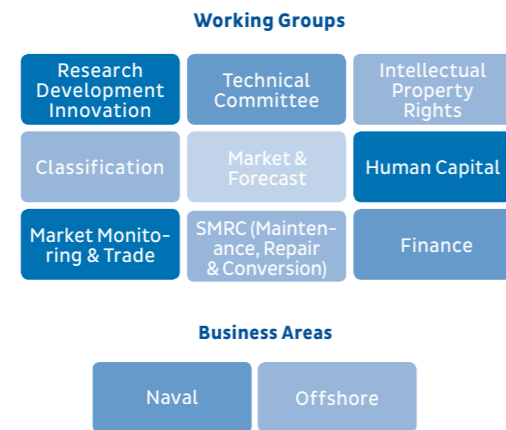 Working Groups
Research
Development
Innovation
Technical
Committee
Intellectual
Property
Rights
Classification
Market &
Forecast
Human Capital
Market Monito-
ring & Trade
SMRC (Mainten-
ance, Repair
& Conversion)
Finance
Business Areas
Naval
Offshore